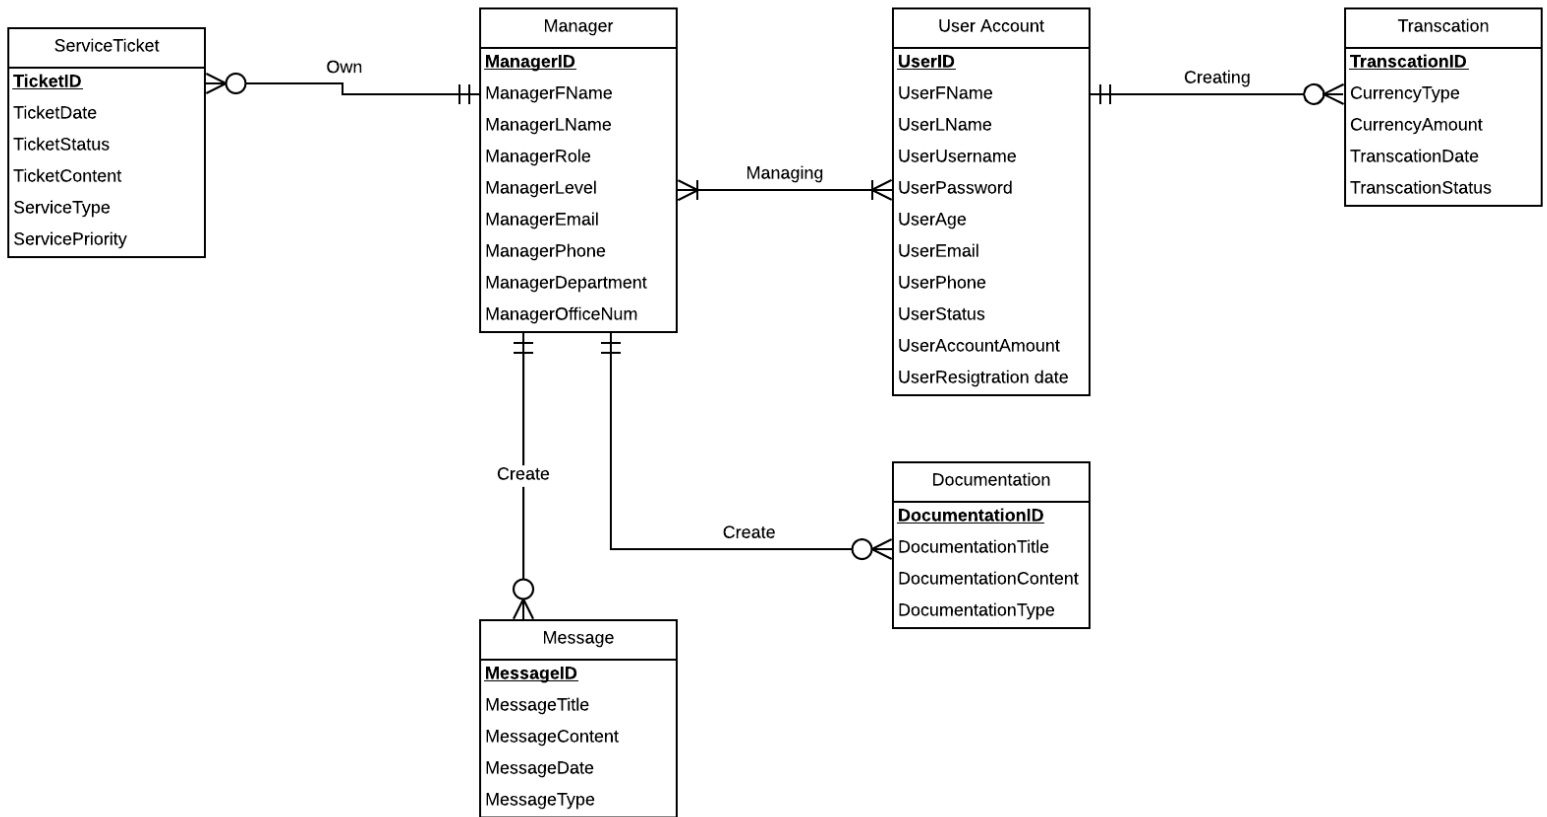 ServiceTicket
TicketID
TicketDate
TicketStatus
TicketContent
ServiceType
ServicePriority
Own
Manager
ManagerID
ManagerFName
ManagerLName
ManagerRole
ManagerLevel
ManagerEmail
ManagerPhone
ManagerDepartment
ManagerOfficeNum
Managing
User Account
UserID
UserFName
UserLName
UserUsername
UserPassword
UserAge
UserEmail
UserPhone
UserStatus
UserAccountAmount
UserResigtration date
Creating
Transcation
TranscationID
CurrencyType
CurrencyAmount
TranscationDate
TranscationStatus
Create
Create
Documentation
DocumentationID
DocumentationTitle
DocumentationContent
DocumentationType
Message
MessageID
MessageTitle
MessageContent
MessageDate
MessageType